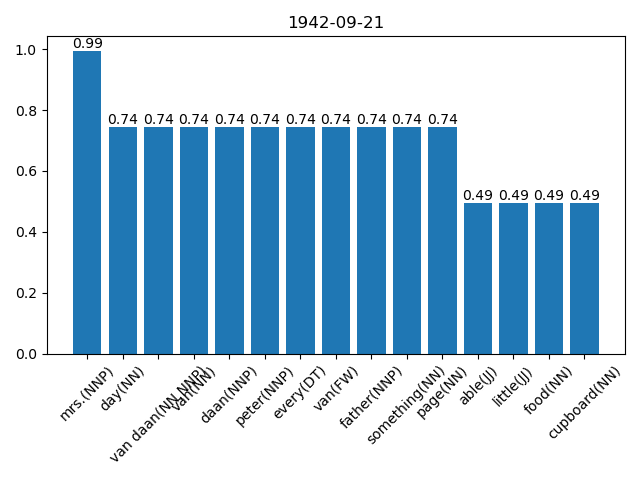 1942-09-21
1.0
0.8
0.6
0.4
0.2
0.0
0.99
0.74
0.74
0.74
0.74
0.74
0.74
0.74
0.74
0.74
0.74
0.49
0.49
0.49
0.49
mrs.(NNP)
day(NN)
van daan(NN NNP)
van(NN)
daan(NNP)
peter(NNP)
every(DT)
van(FW)
father(NNP)
something(NN)
page(NN)
able(JJ)
little(JJ)
food(NN)
cupboard(NN)